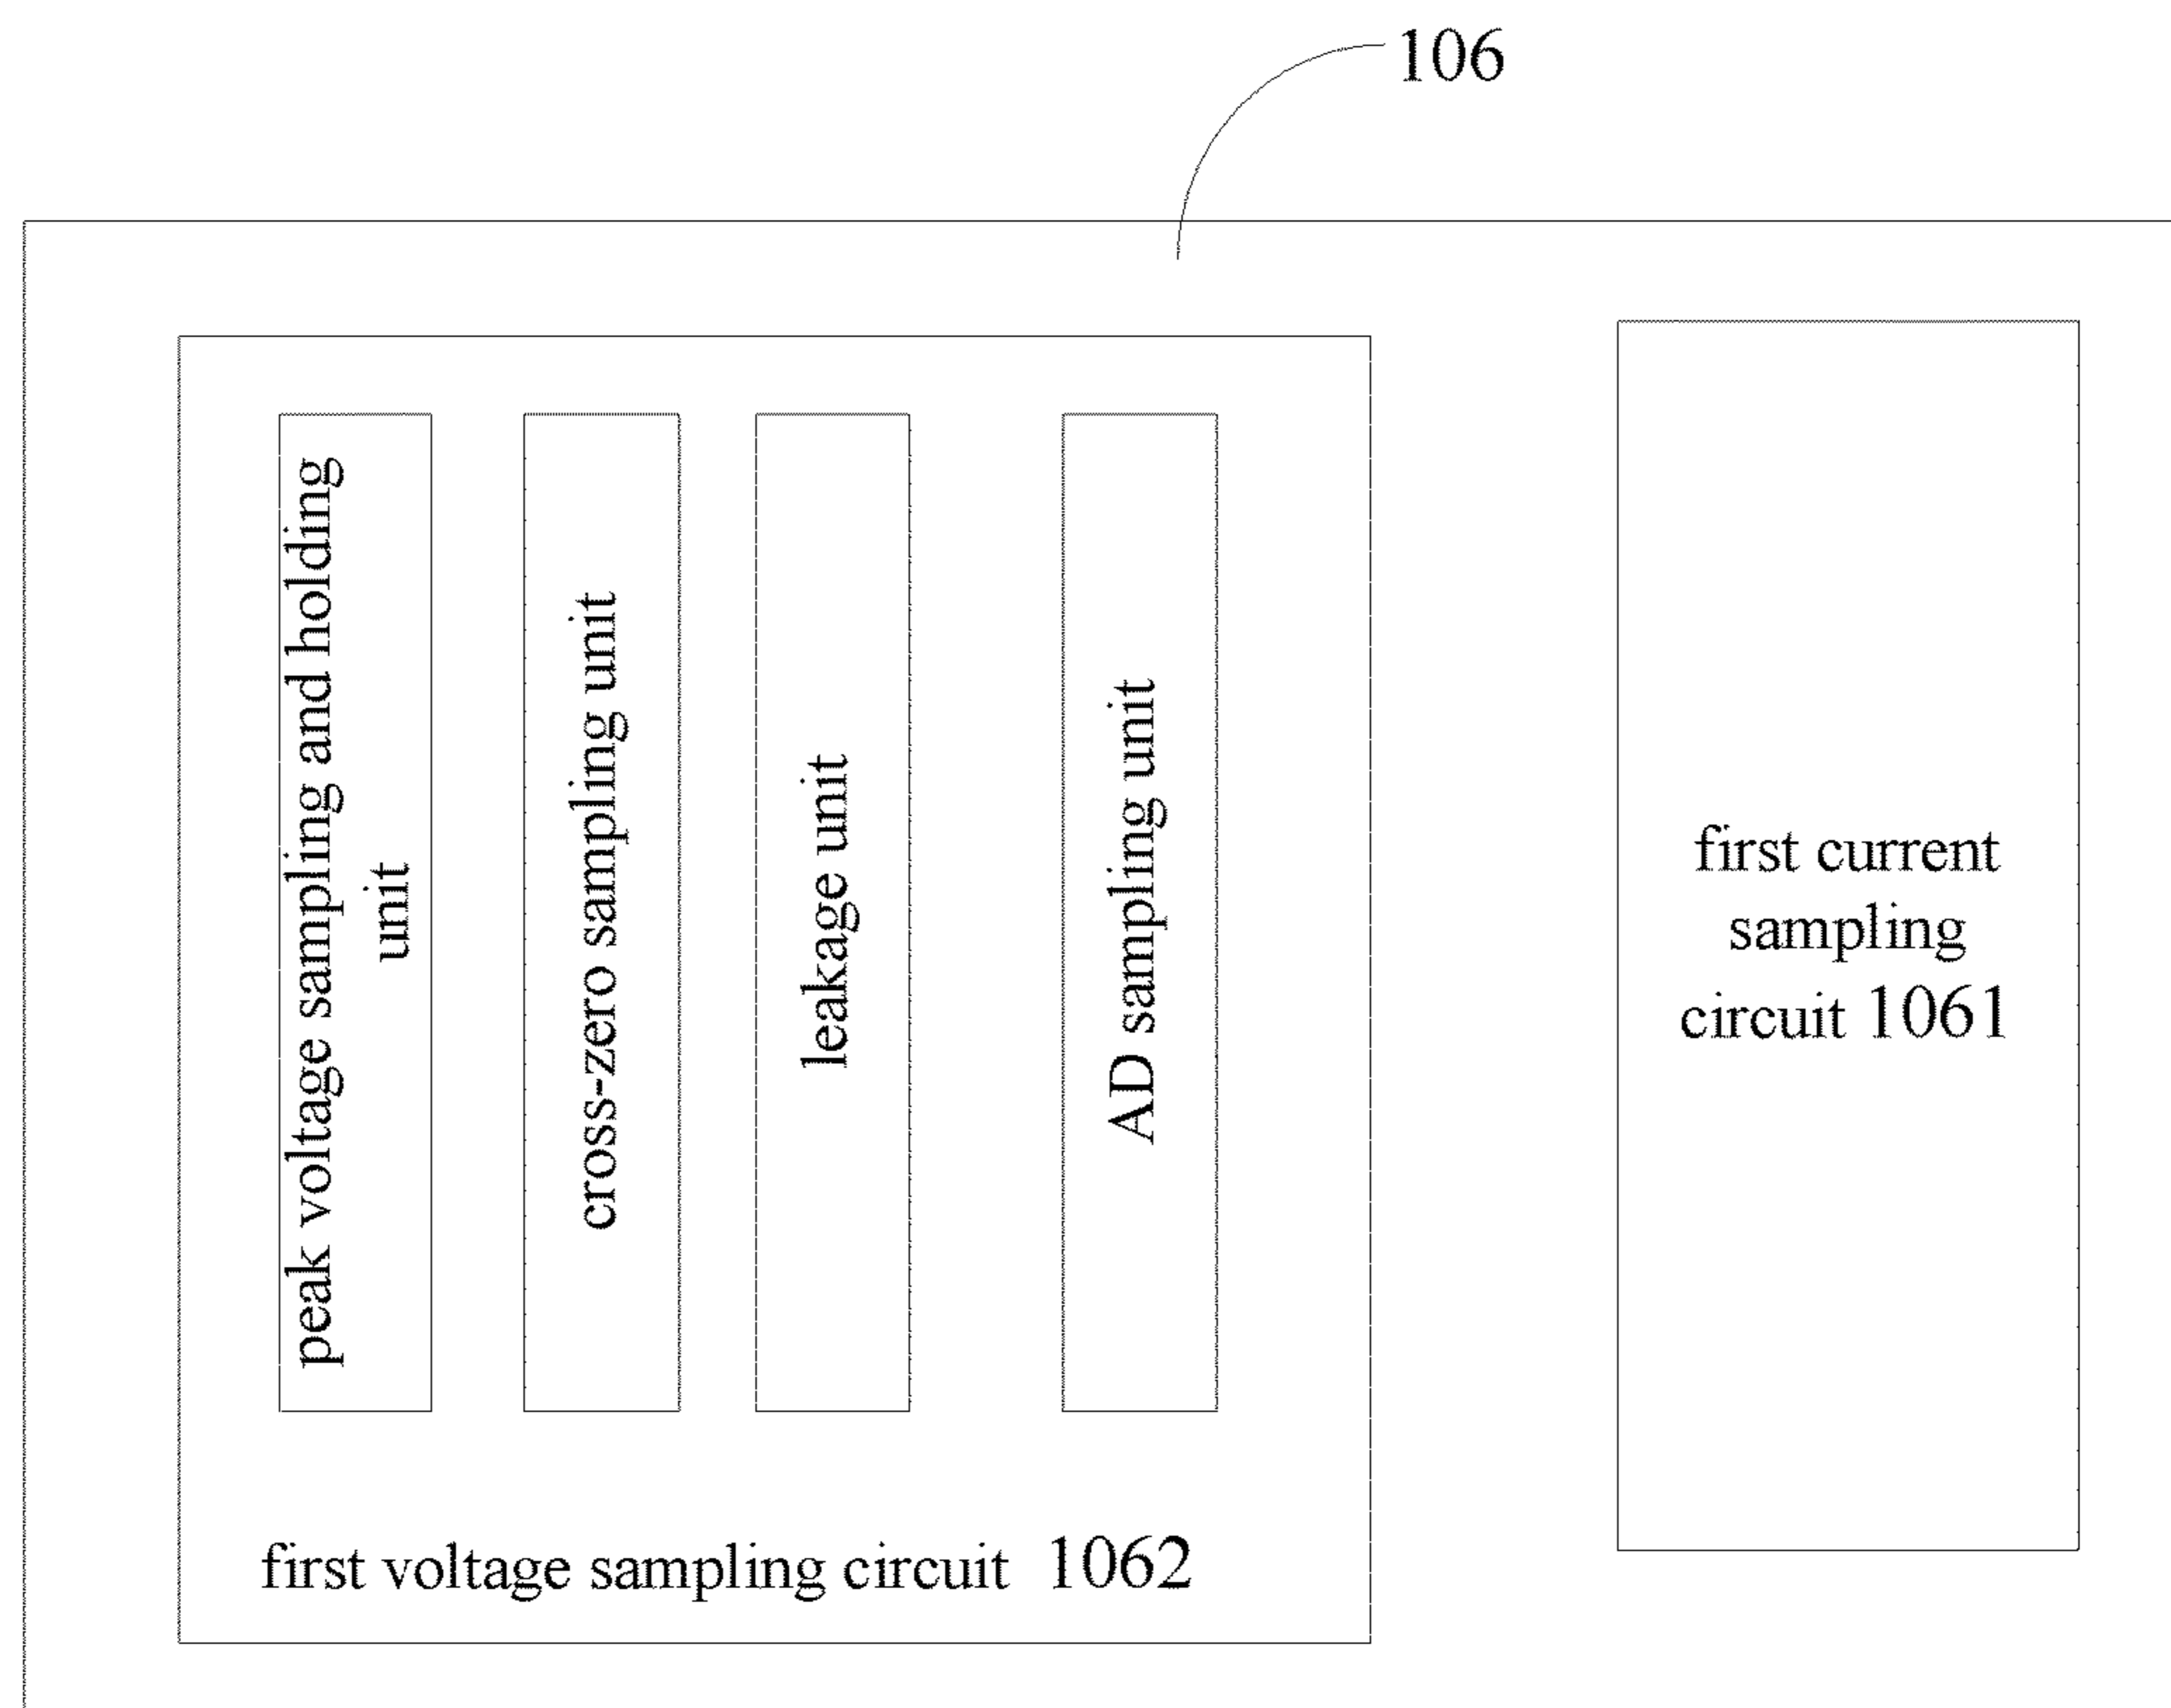 106
peak voltage sampling and holding
unit
cross-zero sampling unit
leakage unit
AD sampling unit
first current
sampling
circuit 1061
first voltage sampling circuit 1062